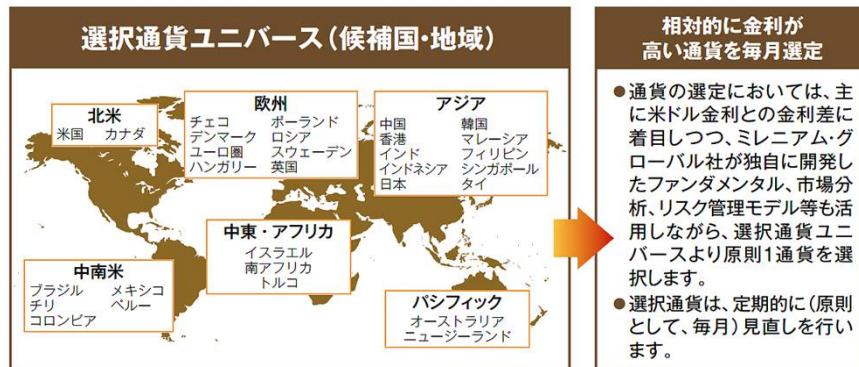 選択通貨ユニバース(候補国・地域)
北米
米国 カナダ
欧州
チェコ ポーランド
デンマーク ロシア
ユーロ圏 スウェーデン
ハンガリー 英国
アジア
中国 韓国
香港 マレーシア
インド フィリピン
インドネシア シンガポール
日本 タイ
中東・アフリカ
イスラエル
南アフリカ
トルコ
中南米
ブラジル メキシコ
チリ ペルー
コロンビア
パシフィック
オーストラリア
ニュージーランド
相対的に金利が
高い通貨を毎月選定
●通貨の選定においては、主
に米ドル金利との金利差に
着目しつつ、ミレニアム・グ
ローバル社が独自に開発し
たファンダメンタル、市場分
析、リスク管理モデル等も活
用しながら、選択通貨ユニ
バースより原則1通貨を選
択します。
●選択通貨は、定期的に(原則
として、毎月)見直しを行い
ます。